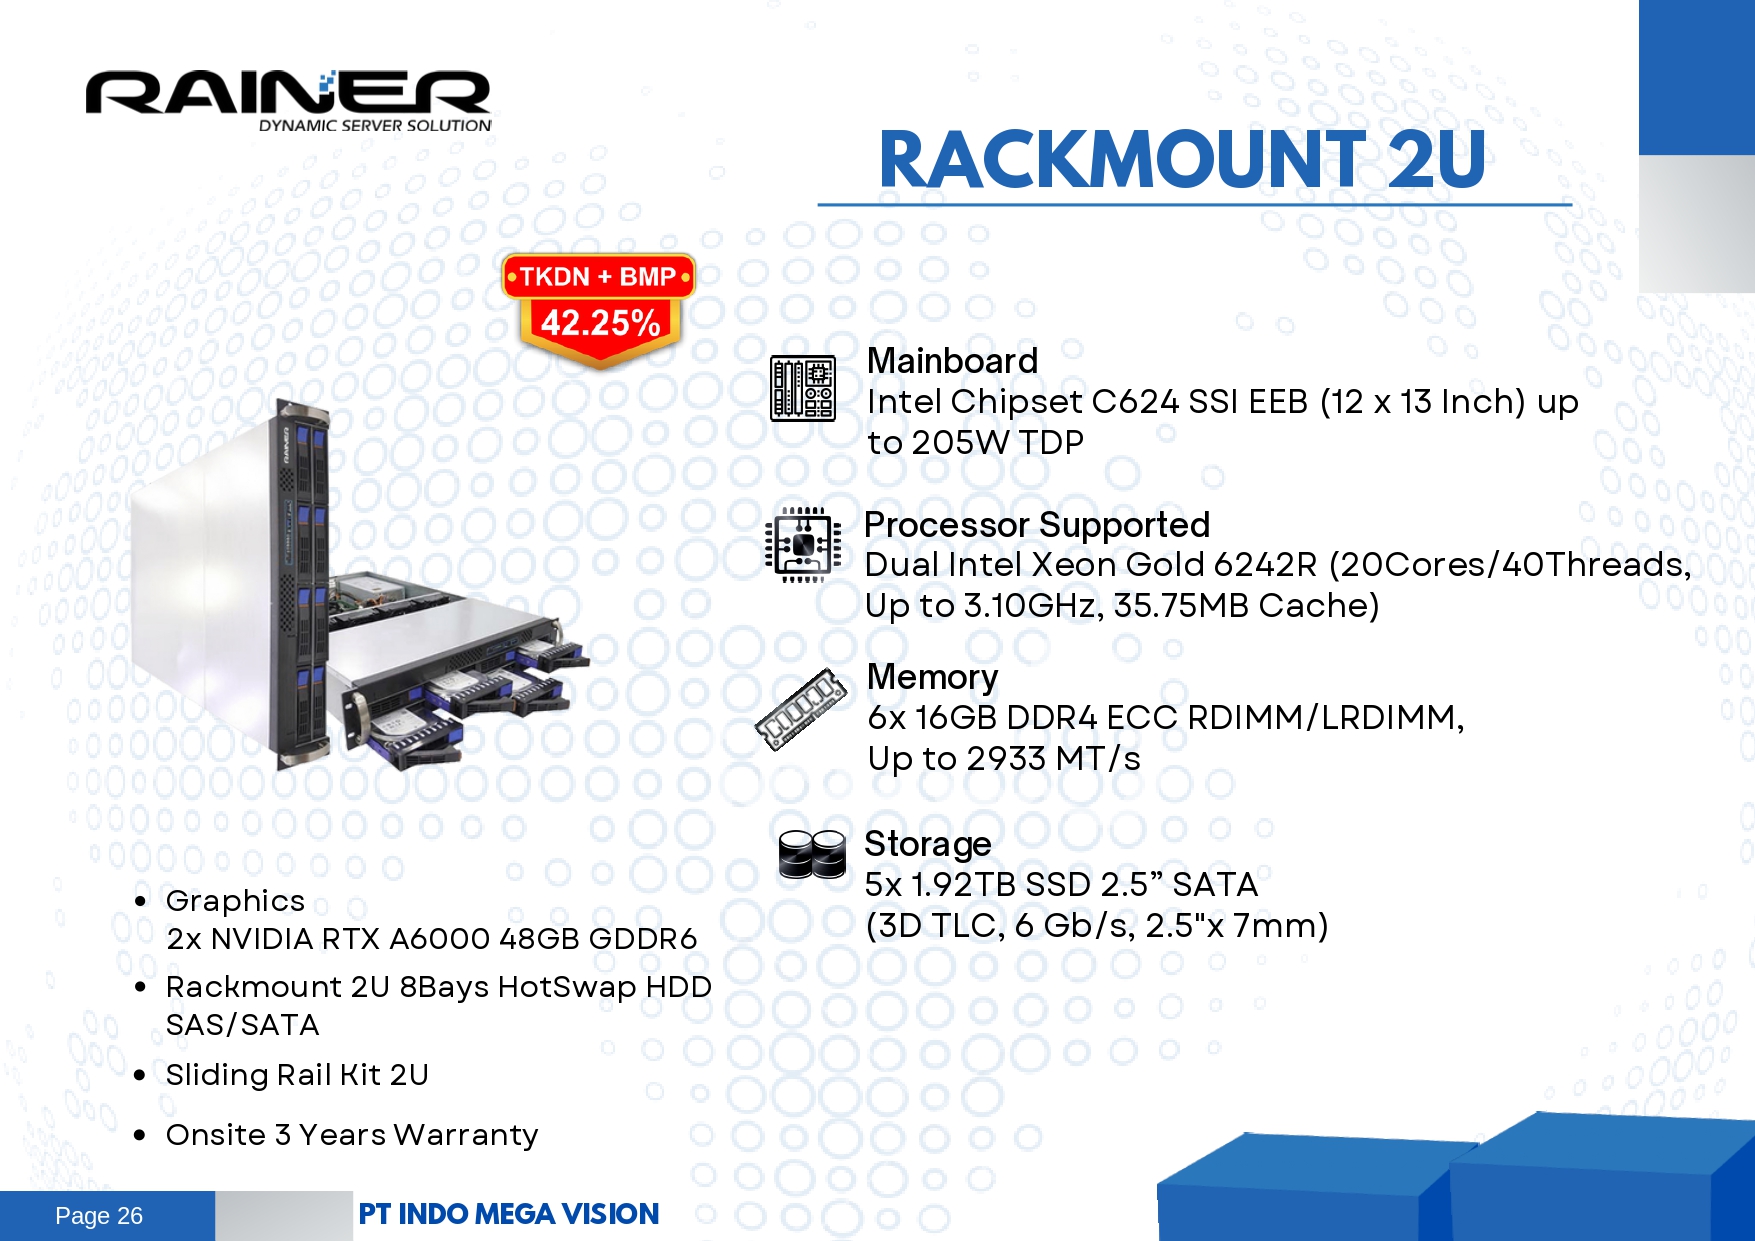 RAINER
DYNAMIC SERVER SOLUTION
RACKMOUNT 2U
TKDN + BMP
42.25%
Mainboard
Intel Chipset C624 SSI EEB (12 x 13 Inch) up
to 205W TDP
Processor Supported
Dual Intel Xeon Gold 6242R (20Cores/40Threads,
Up to 3.10GHz, 35.75MB Cache)
Memory
6x 16GB DDR4 ECC RDIMM/LRDIMM,
Up to 2933 MT/s
Storage
5x 1.92TB SSD 2.5” SATA
(3D TLC, 6 Gb/s, 2.5"x 7mm)
RAINER
• Graphics
2x NVIDIA RTX A6000 48GB GDDR6
• Rackmount 2U 8Bays HotSwap HDD
SAS/SATA
• Sliding Rail Kit 2U
• Onsite 3 Years Warranty
Page 26
PT INDO MEGA VISION